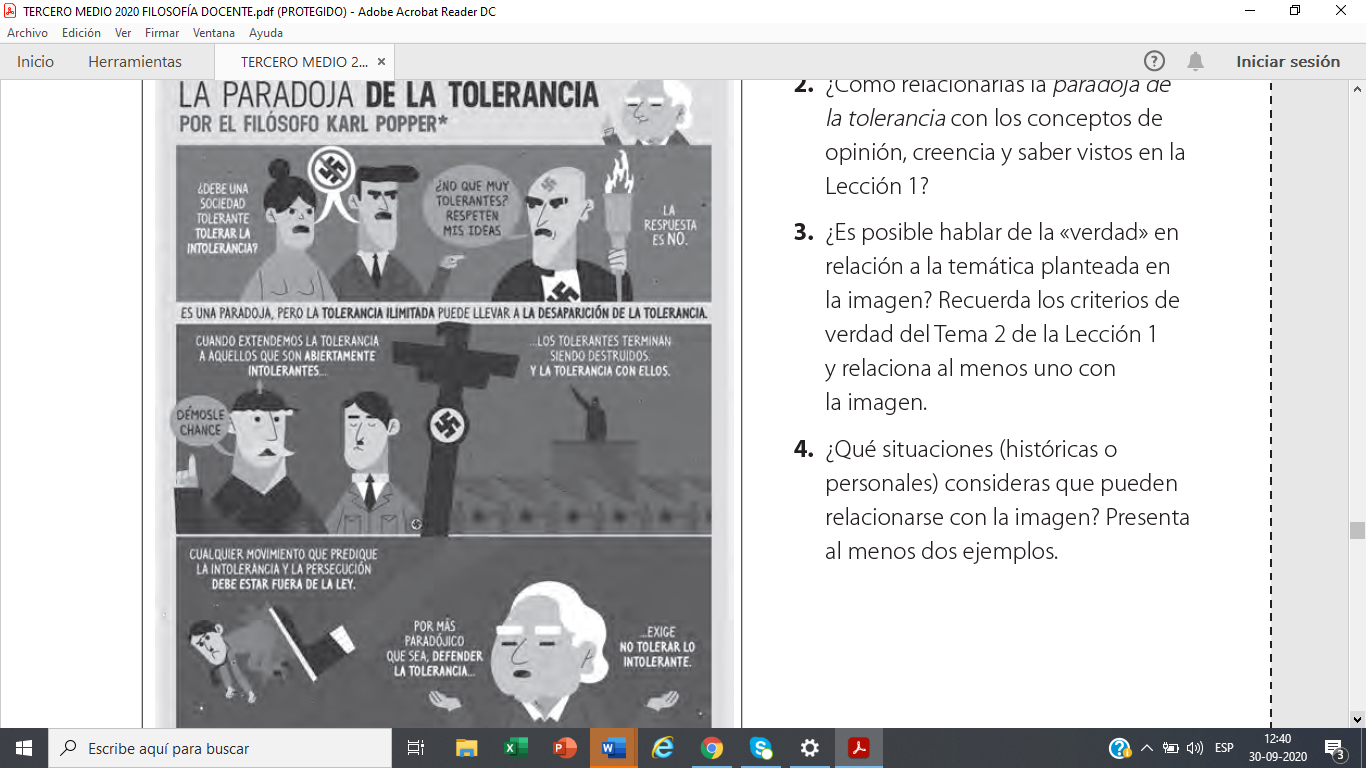 TERCERO MEDIO 2020 FILOSOFÍA DOCENTE.pdf (PROTEGIDO) - Adobe Acrobat Reader DC
Archivo Edición Ver Firmar Ventana Ayuda
Inicio Herramientas TERCERO MEDIO 2... × Iniciar sesión
LA PARADOJA DE LA TOLERANCIA
POR EL FILÓSOFO KARL POPPER*
¿DEBE UNA
SOCIEDAD
TOLERANTE
TOLERAR LA
INTOLERANCIA?
¿NO QUE MUY
TOLERANTES?
RESPETEN
MIS IDEAS
LA
RESPUESTA
ES NO.
ES UNA PARADOJA, PERO LA TOLERANCIA ILIMITADA PUEDE LLEVAR A LA DESAPARICIÓN DE LA TOLERANCIA.
CUANDO EXTENDEMOS LA TOLERANCIA
A AQUELLOS QUE SON ABIERTAMENTE
INTOLERANTES...
...LOS TOLERANTES TERMINAN
SIENDO DESTRUIDOS.
Y LA TOLERANCIA CON ELLOS.
DÉMOSLE
CHANCE
CUALQUIER MOVIMIENTO QUE PREDIQUE
LA INTOLERANCIA Y LA PERSECUCIÓN
DEBE ESTAR FUERA DE LA LEY.
POR MÁS
PARADÓJICO
QUE SEA, DEFENDER
LA TOLERANCIA...
...EXIGE
NO TOLERAR LO
INTOLERANTE.
2. ¿Cómo relacionarías la paradoja de
la tolerancia con los conceptos de
opinión, creencia y saber vistos en la
Lección 1?
3. ¿Es posible hablar de la «verdad» en
relación a la temática planteada en
la imagen? Recuerda los criterios de
verdad del Tema 2 de la Lección 1
y relaciona al menos uno con
la imagen.
4. ¿Qué situaciones (históricas o
personales) consideras que pueden
relacionarse con la imagen? Presenta
al menos dos ejemplos.
Escribe aquí para buscar
ESP
12:40
30-09-2020
3